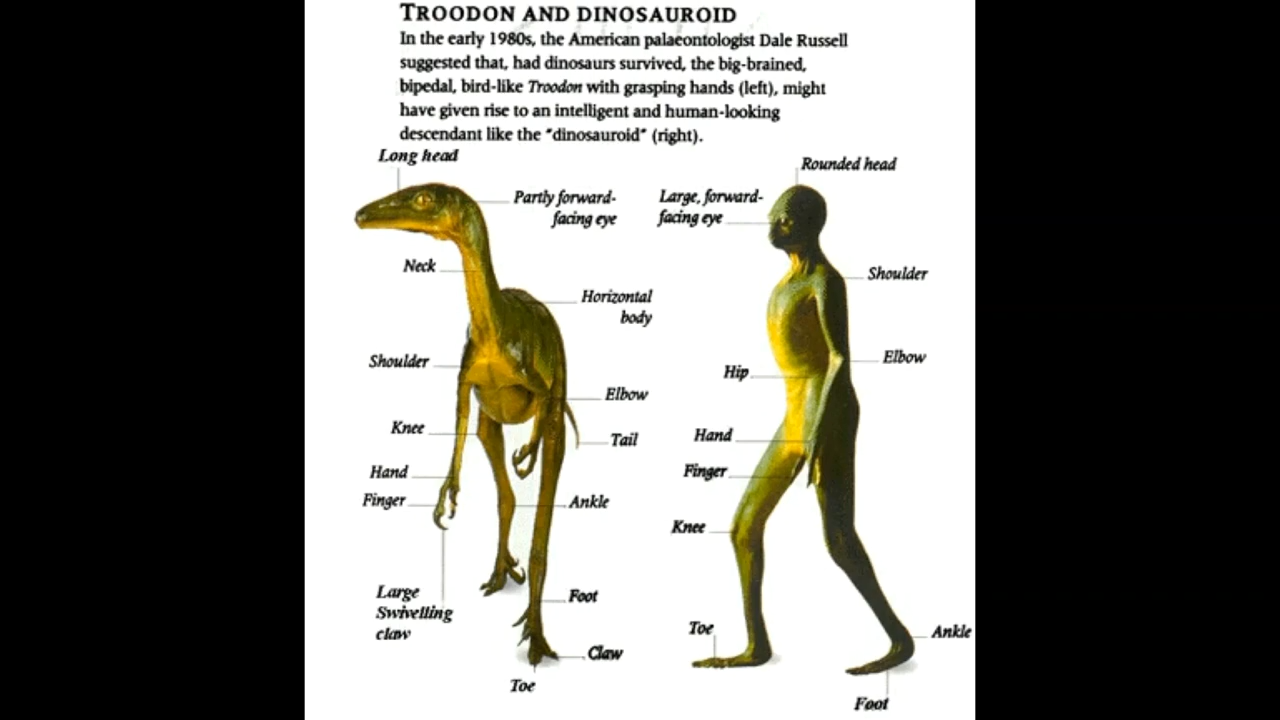 TROODON AND DINOSAUROID
In the early 1980s, the American palaeontologist Dale Russell
suggested that, had dinosaurs survived, the big-brained,
bipedal, bird-like Troodon with grasping hands (left), might
have given rise to an intelligent and human-looking
descendant like the "dinosauroid" (right).
Long head
Partly forward-
facing eye
Neck
Horizontal
body
Shoulder
Elbow
Knee
Tail
Hand
Finger
Ankle
Large
Swivelling
claw
Foot
Claw
Toe
Rounded head
Large, forward-
facing eye
Shoulder
Elbow
Hip
Hand
Finger
Knee
Toe
Ankle
Foot